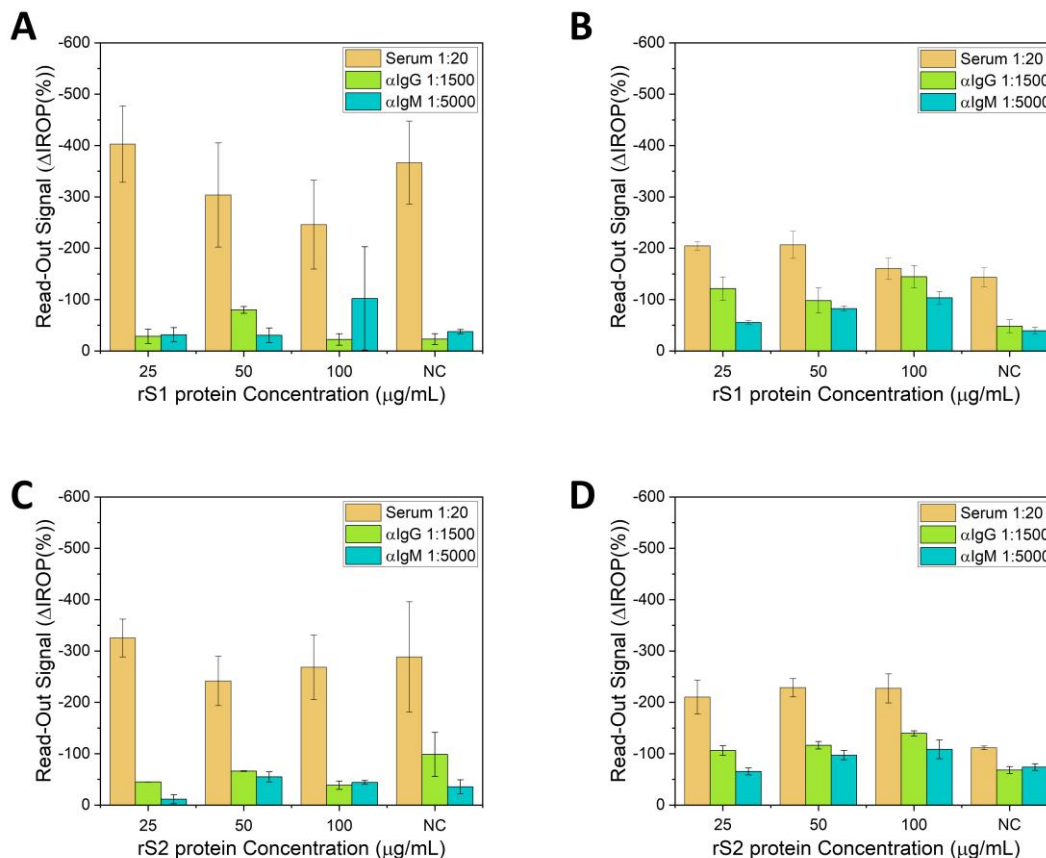 A
Read-Out Signal (ΔIROP(%))
-600
-500
-400
-300
-200
-100
0
Serum 1:20
αIgG 1:1500
αIgM 1:5000
25 50 100 NC
rS1 protein Concentration (μg/mL)
B
Read-Out Signal (ΔIROP(%))
-600
-500
-400
-300
-200
-100
0
Serum 1:20
αIgG 1:1500
αIgM 1:5000
25 50 100 NC
rS1 protein Concentration (μg/mL)
C
Read-Out Signal (ΔIROP(%))
-600
-500
-400
-300
-200
-100
0
Serum 1:20
αIgG 1:1500
αIgM 1:5000
25 50 100 NC
rS2 protein Concentration (μg/mL)
D
Read-Out Signal (ΔIROP(%))
-600
-500
-400
-300
-200
-100
0
Serum 1:20
αIgG 1:1500
αIgM 1:5000
25 50 100 NC
rS2 protein Concentration (μg/mL)